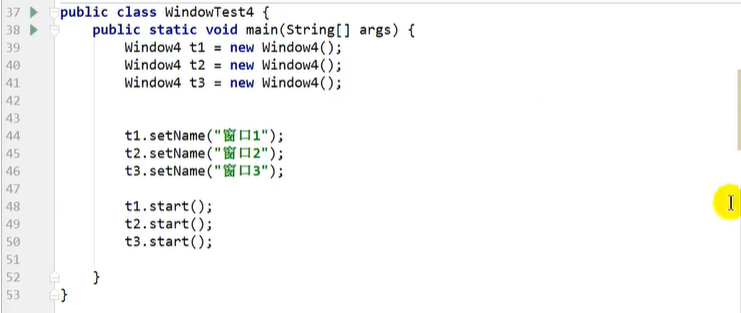 37 public class WindowTest4 {
38 public static void main(String[] args) {
39 Window4 t1 = new Window4();
40 Window4 t2 = new Window4();
41 Window4 t3 = new Window4();
42
43
44 t1.setName("窗口1");
45 t2.setName("窗口2");
46 t3.setName("窗口3");
47
48 t1.start();
49 t2.start();
50 t3.start();
51
52 }
53 }